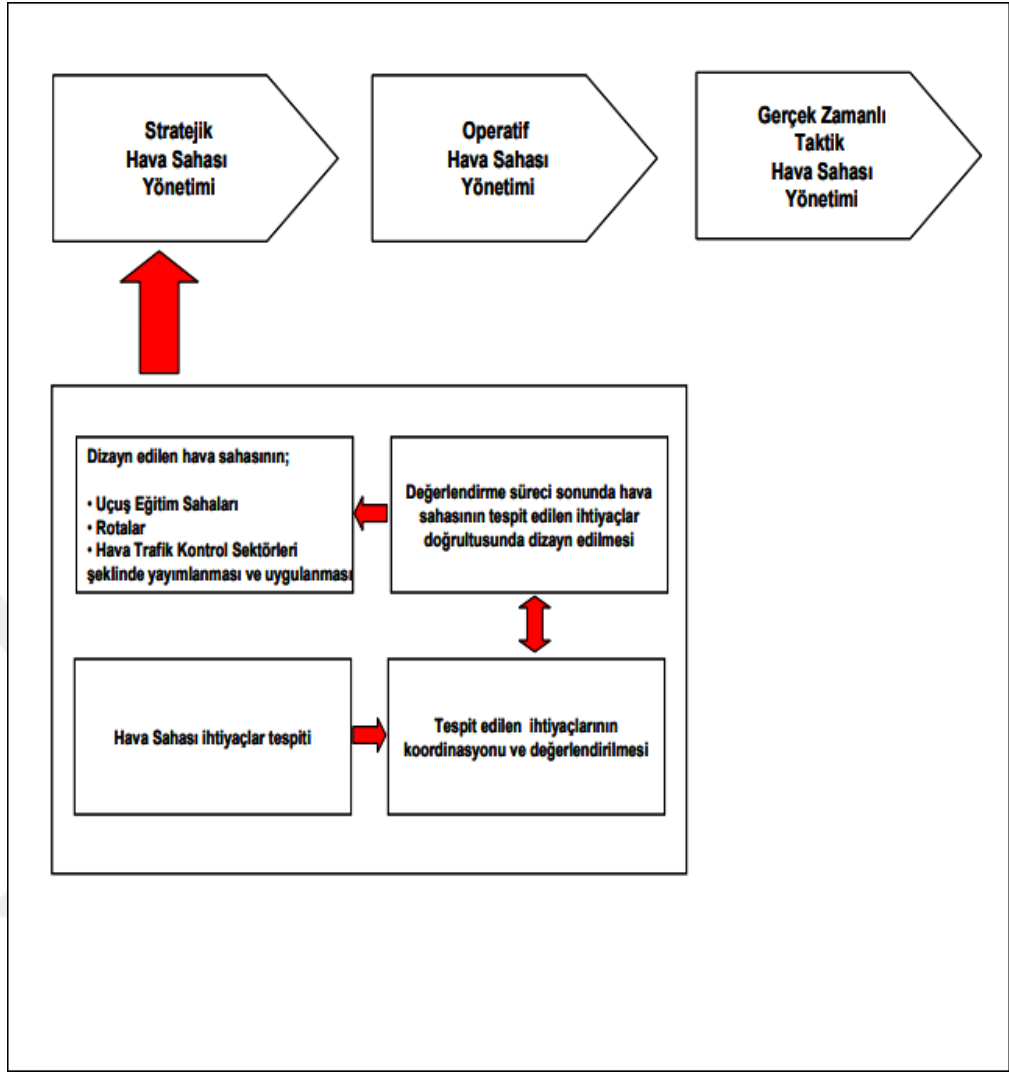 Stratejik
Hava Sahası
Yönetimi
Operatif
Hava Sahası
Yönetimi
Gerçek Zamanlı
Taktik
Hava Sahası
Yönetimi
Dizayn edilen hava sahasının;
• Uçuş Eğitim Sahaları
• Rotalar
• Hava Trafik Kontrol Sektörleri
şeklinde yayımlanması ve uygulanması
Değerlendirme süreci sonunda hava
sahasının tespit edilen ihtiyaçlar
doğrultusunda dizayn edilmesi
Hava Sahası ihtiyaçlar tespiti
Tespit edilen ihtiyaçlarının
koordinasyonu ve değerlendirilmesi